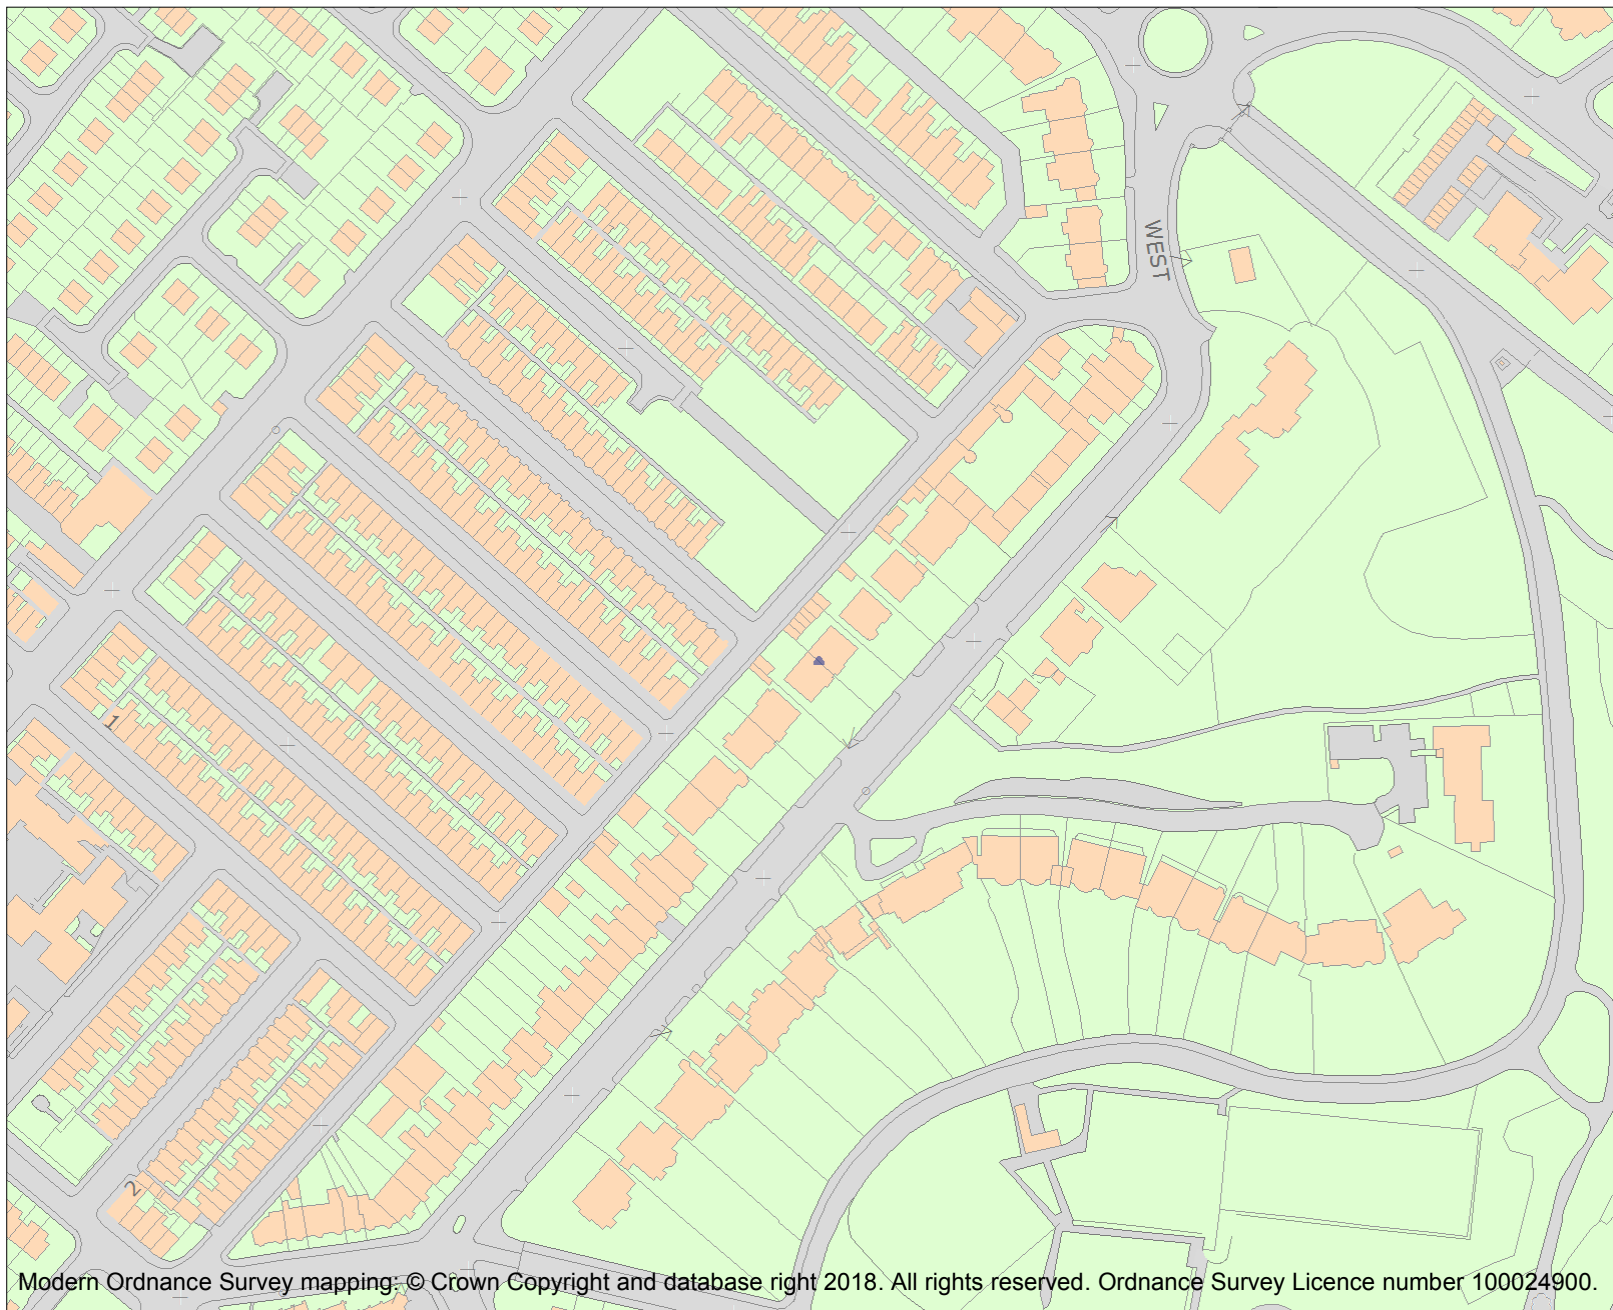 WEST
1
2
Modern Ordnance Survey mapping: © Crown Copyright and database right 2018. All rights reserved. Ordnance Survey Licence number 100024900.